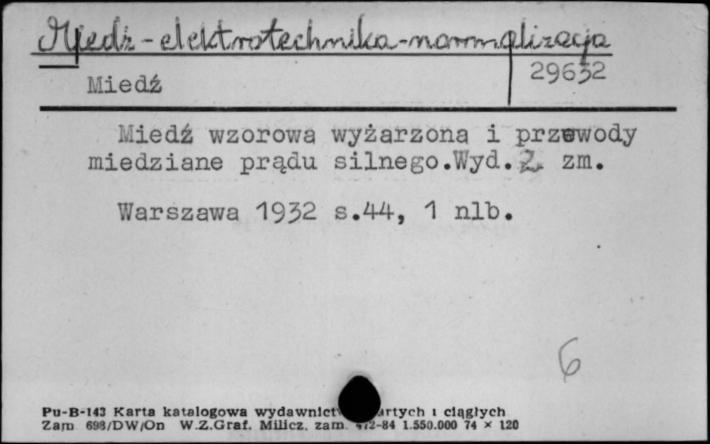 Miedź-elektrotechnika-normalizacja
Miedź
29632
Miedź wzorowa wyżarzona i przewody
miedziane prądu silnego.Wyd.2. zm.
Warszawa 1932 s.44, 1 nlb.
6
Pu-B-143 Karta katalogowa wydawnict artych i ciągłych
Zam 698/DW/On W.Z.Graf. Milicz. zam. 472-84 1.550.000 74 × 120